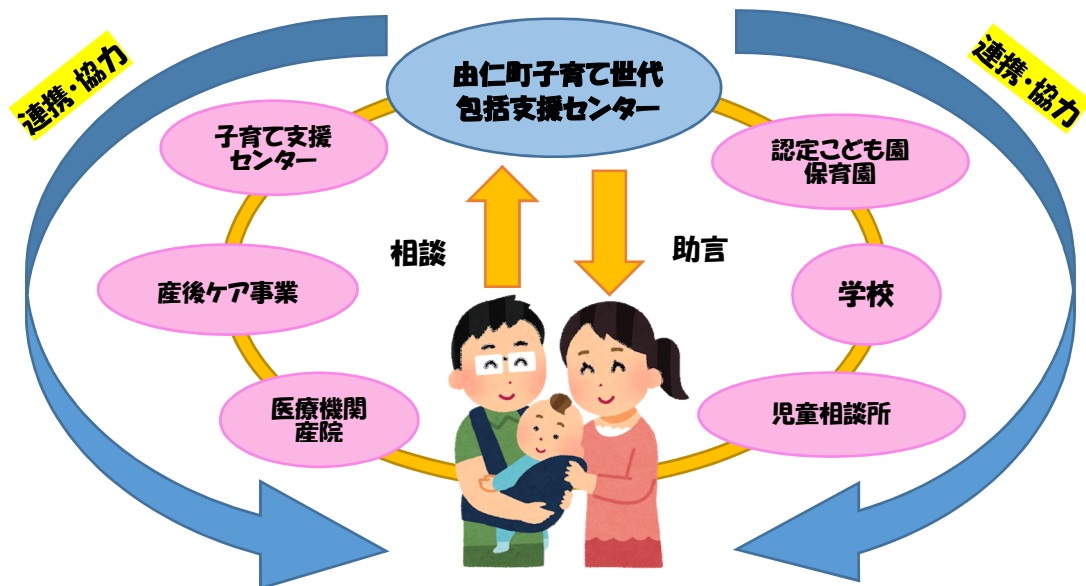 由仁町子育て世代
包括支援センター
連携・協力
連携・協力
子育て支援
センター
認定こども園
保育園
相談
助言
産後ケア事業
学校
医療機関
産院
児童相談所